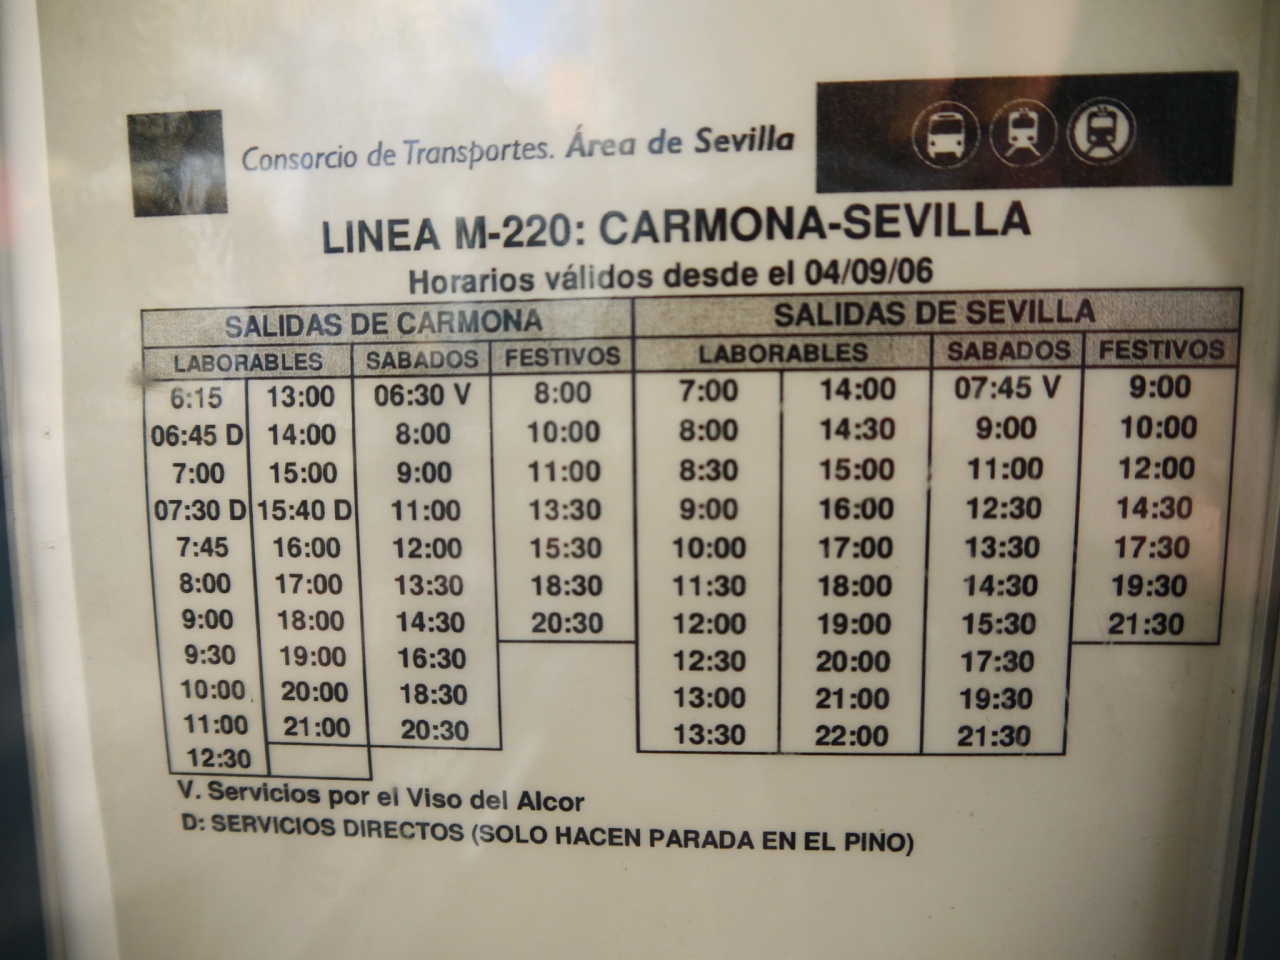 Consorcio de Transportes. Área de Sevilla
LINEA M-220: CARMONA-SEVILLA
Horarios válidos desde el 04/09/06
SALIDAS DE CARMONA SALIDAS DE SEVILLA
LABORABLES SABADOS FESTIVOS LABORABLES SABADOS FESTIVOS
6:15 13:00 06:30 V 8:00 7:00 14:00 07:45 V 9:00
06:45 D 14:00 8:00 10:00 8:00 14:30 9:00 10:00
7:00 15:00 9:00 11:00 8:30 15:00 11:00 12:00
07:30 D 15:40 D 11:00 13:30 9:00 16:00 12:30 14:30
7:45 16:00 12:00 15:30 10:00 17:00 13:30 17:30
8:00 17:00 13:30 18:30 11:30 18:00 14:30 19:30
9:00 18:00 14:30 20:30 12:00 19:00 15:30 21:30
9:30 19:00 16:30 12:30 20:00 17:30
10:00 20:00 18:30 13:00 21:00 19:30
11:00 21:00 20:30 13:30 22:00 21:30
12:30
V. Servicios por el Viso del Alcor
D: SERVICIOS DIRECTOS (SOLO HACEN PARADA EN EL PINO)